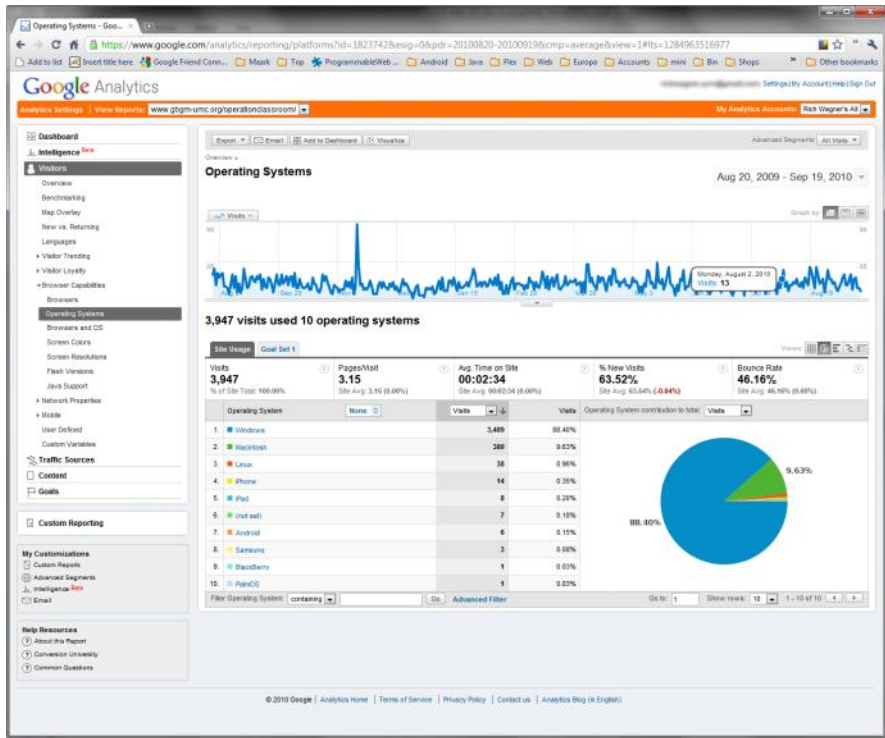 Operating Systems - Goo...
https://www.google.com/analytics/reporting/platforms?id=1823742&esig=0&pdr=20100820-20100919&cmp=average&view=1#lts=1284963516977
Add to list Insert title here Google Friend Conn... Maark Top ProgrammableWeb ... Android Java Flex Web Europa Accounts mini Bin Shops » Other bookmarks
Google Analytics
Settings | My Account | Help | Sign Out
Analytics Settings | View Reports: www.gbgm-umc.org/operationclassroom/ My Analytics Accounts: Rich Wagner's All
Dashboard
Intelligence Beta
Visitors
Overview
Benchmarking
Map Overlay
New vs. Returning
Languages
Visitor Trending
Visitor Loyalty
Browser Capabilities
Browsers
Operating Systems
Browsers and OS
Screen Colors
Screen Resolutions
Flash Versions
Java Support
Network Properties
Mobile
User Defined
Custom Variables
Traffic Sources
Content
Goals
Custom Reporting
My Customizations
Custom Reports
Advanced Segments
Intelligence Beta
Email
Help Resources
About this Report
Conversion University
Common Questions
Export Email Add to Dashboard Visualize Advanced Segments: All Visits
Overview »
Operating Systems
Aug 20, 2009 - Sep 19, 2010
Visits Graph by:
Monday, August 2, 2010
Visits: 13
3,947 visits used 10 operating systems
Site Usage Goal Set 1 Views:
Visits Pages/Visit Avg. Time on Site % New Visits Bounce Rate
3,947 3.15 00:02:34 63.52% 46.16%
% of Site Total: 100.00% Site Avg: 3.15 (0.00%) Site Avg: 00:02:34 (0.00%) Site Avg: 63.54% (-0.04%) Site Avg: 46.16% (0.00%)
Operating System None Visits Visits Operating System contribution to total: Visits
1. Windows 3,489 88.40%
2. Macintosh 380 9.63%
3. Linux 38 0.96%
4. iPhone 14 0.35%
5. iPad 8 0.20%
6. (not set) 7 0.18%
7. Android 6 0.15%
8. Samsung 3 0.08%
9. BlackBerry 1 0.03%
10. PalmOS 1 0.03%
9.63%
88.40%
Filter Operating System: containing Go Advanced Filter Go to: 1 Show rows: 10 1 - 10 of 10
© 2010 Google | Analytics Home | Terms of Service | Privacy Policy | Contact us | Analytics Blog (in English)